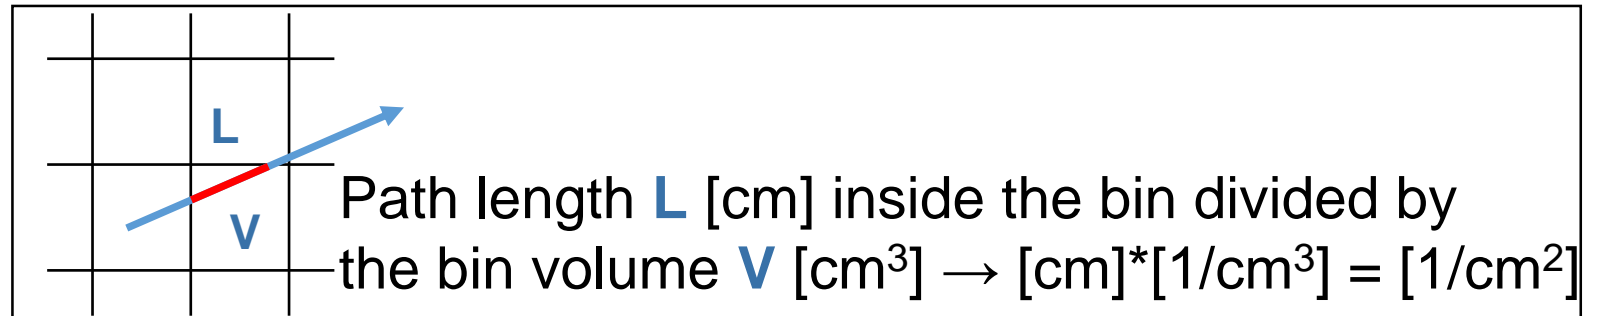 L
V
Path length L [cm] inside the bin divided by
the bin volume V [cm³] → [cm]*[1/cm³] = [1/cm²]